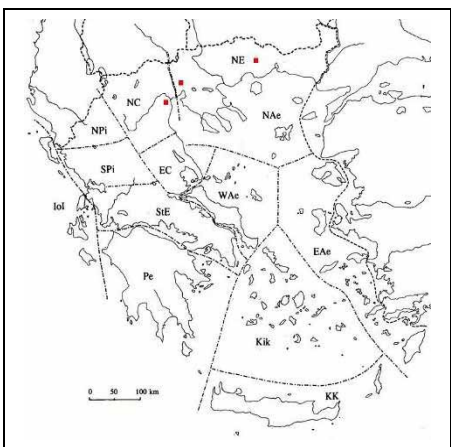 NE
NC
NAe
NPi
SPi
EC
WAe
IoI
StE
EAe
Pe
Kik
0 50 100 km
KK